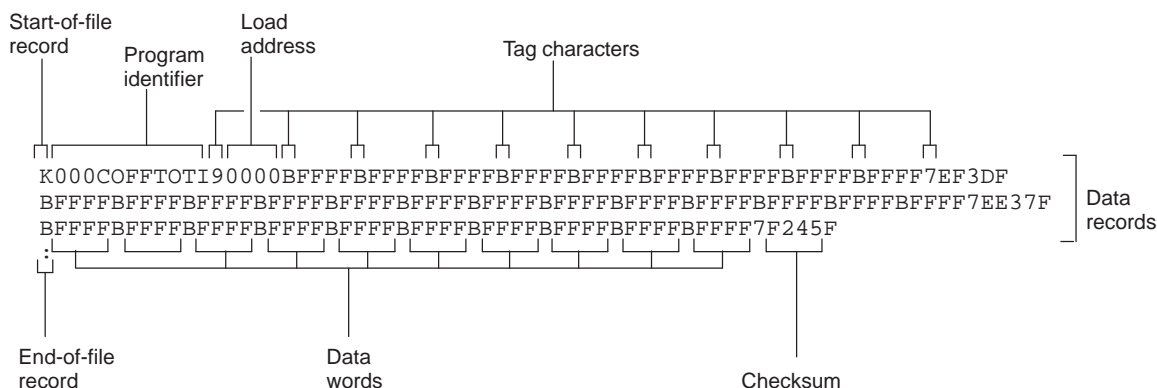 Start-of-file
record
Program
identifier
Load
address
Tag characters
K000COFFTOTI90000BFFFFBFFFFBFFFFBFFFFBFFFFBFFFFBFFFFBFFFFBFFFF7EF3DF
BFFFFBFFFFBFFFFBFFFFBFFFFBFFFFBFFFFBFFFFBFFFFBFFFFBFFFFBFFFFBFFFF7EE37F
BFFFFBFFFFBFFFFBFFFFBFFFFBFFFFBFFFFBFFFFBFFFFBFFFF7F245F
:
Data
records
End-of-file
record
Data
words
Checksum